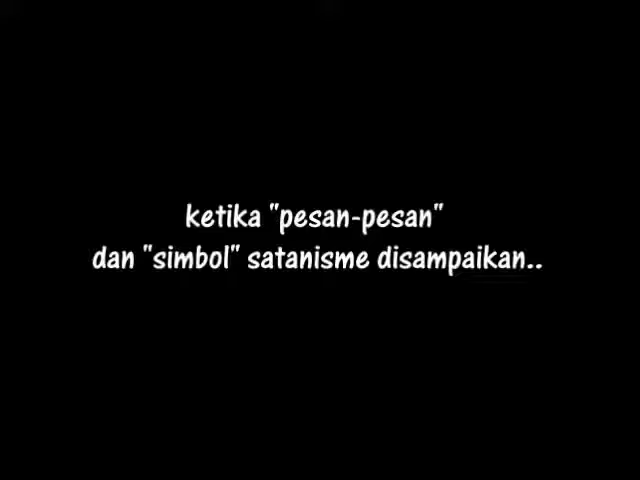 ketika "pesan-pesan"
dan "simbol" satanisme disampaikan..